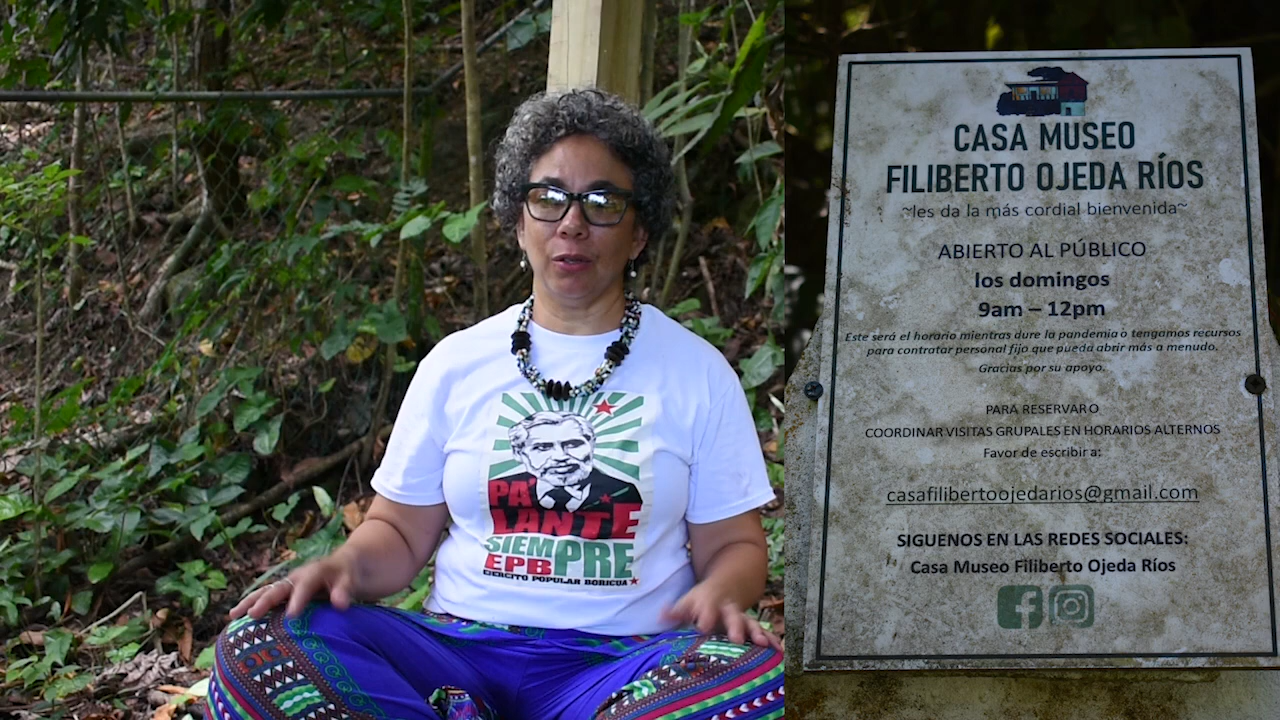 PA'
LANTE
SIEMPRE
EPB
EJERCITO POPULAR BORICUA
CASA MUSEO
FILIBERTO OJEDA RÍOS
~les da la más cordial bienvenida~
ABIERTO AL PÚBLICO
los domingos
9am – 12pm
Este será el horario mientras dure la pandemia o tengamos recursos
para contratar personal fijo que pueda abrir más a menudo.
Gracias por su apoyo.
PARA RESERVAR O
COORDINAR VISITAS GRUPALES EN HORARIOS ALTERNOS
Favor de escribir a:
casafilibertoojedarios@gmail.com
SIGUENOS EN LAS REDES SOCIALES:
Casa Museo Filiberto Ojeda Ríos